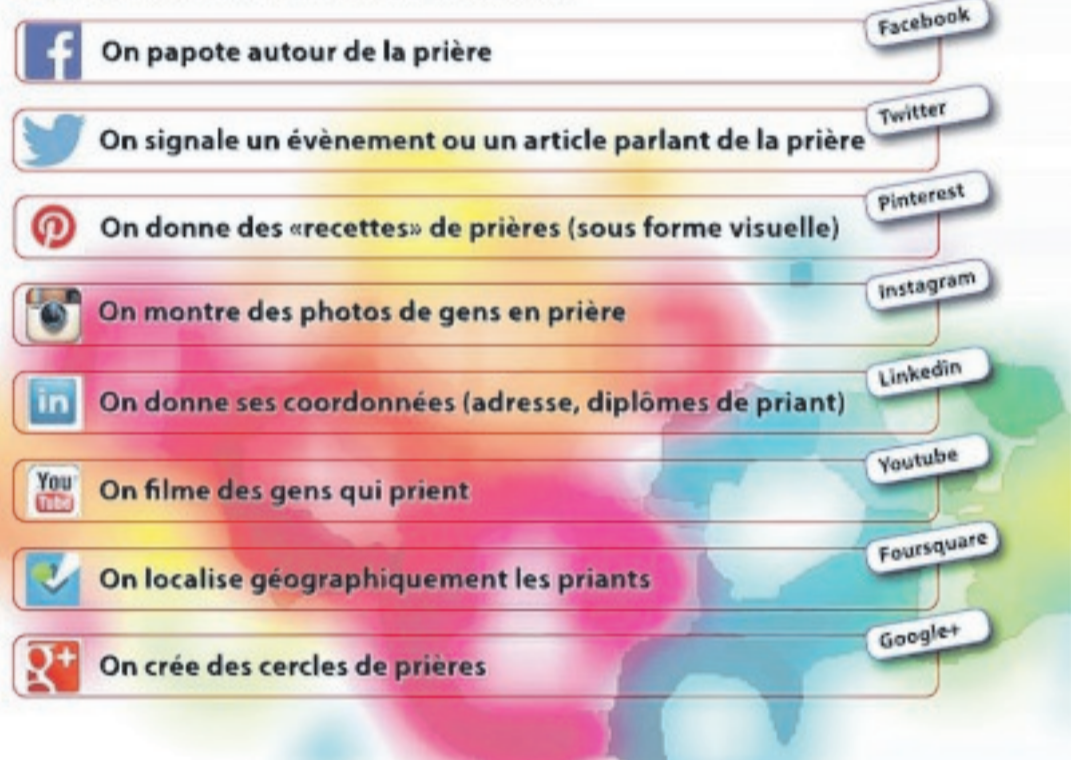 Facebook
f On papote autour de la prière
Twitter
On signale un évènement ou un article parlant de la prière
Pinterest
On donne des «recettes» de prières (sous forme visuelle)
Instagram
On montre des photos de gens en prière
Linkedin
in On donne ses coordonnées (adresse, diplômes de priant)
Youtube
You
Tube
On filme des gens qui prient
Foursquare
On localise géographiquement les priants
Google+
g+ On crée des cercles de prières